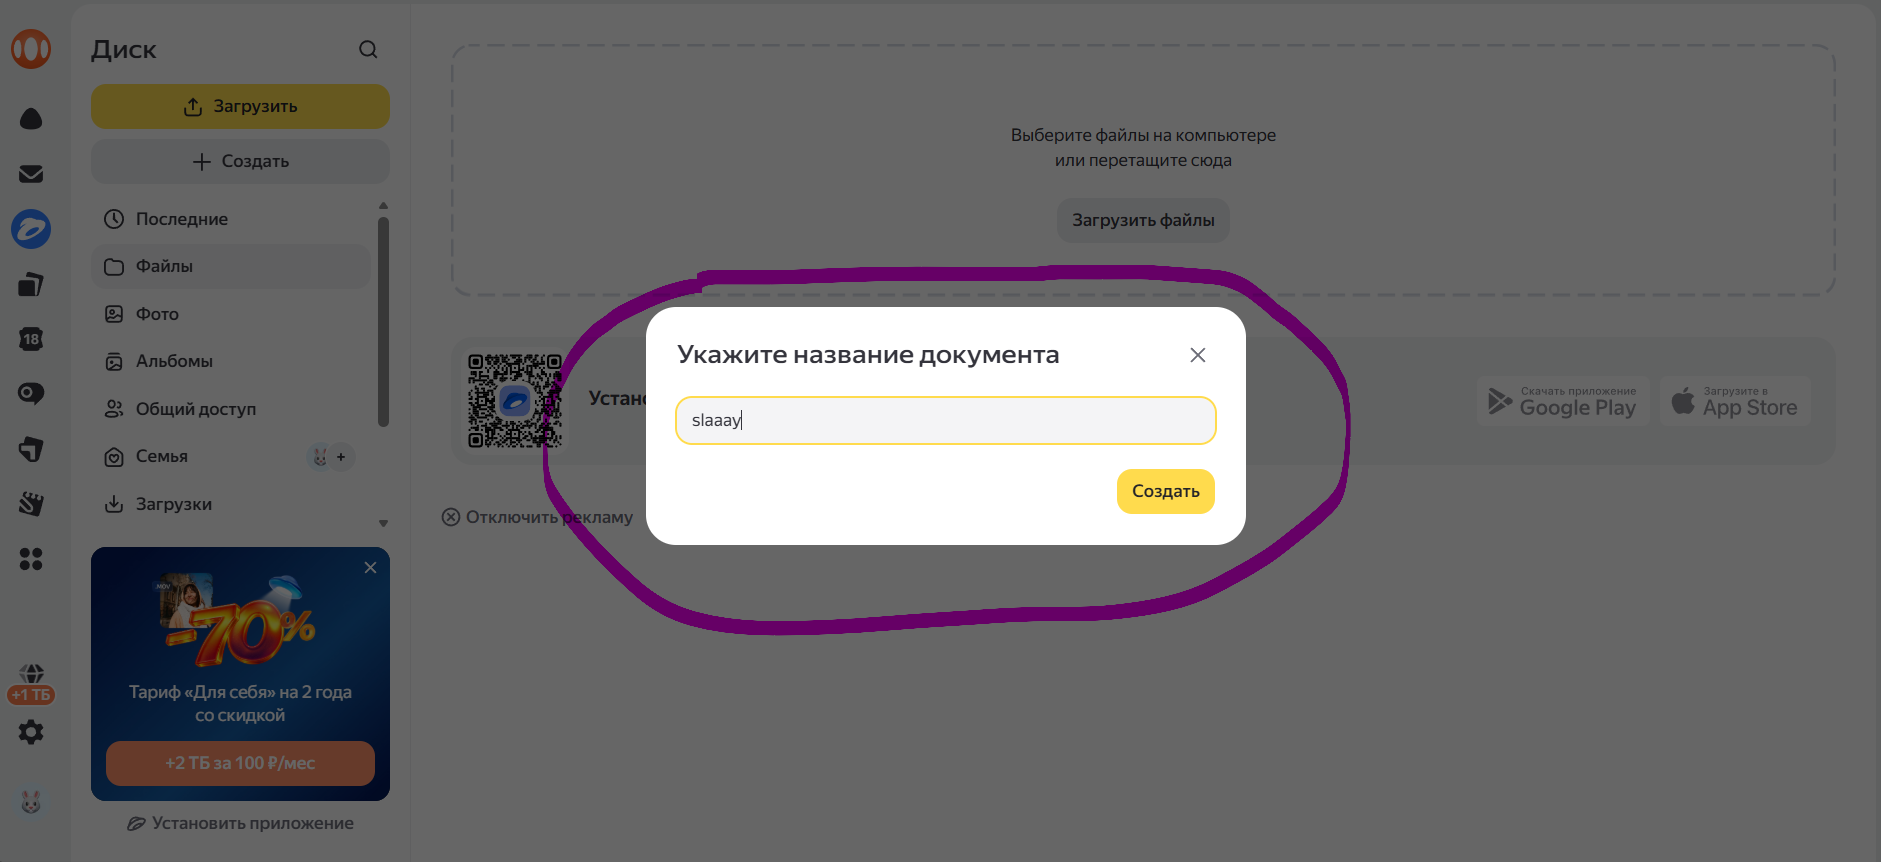 Диск
Загрузить
Создать
Последние
Файлы
Фото
Альбомы
Общий доступ
Семья
+
Загрузки
18
+1 ТБ
MOV
-70%
Тариф «Для себя» на 2 года
со скидкой
+2 ТБ за 100 ₽/мес
Установить приложение
Выберите файлы на компьютере
или перетащите сюда
Загрузить файлы
Укажите название документа
slaaay
Создать
Скачать приложение
Google Play
Загрузите в
App Store
Отключить рекламу